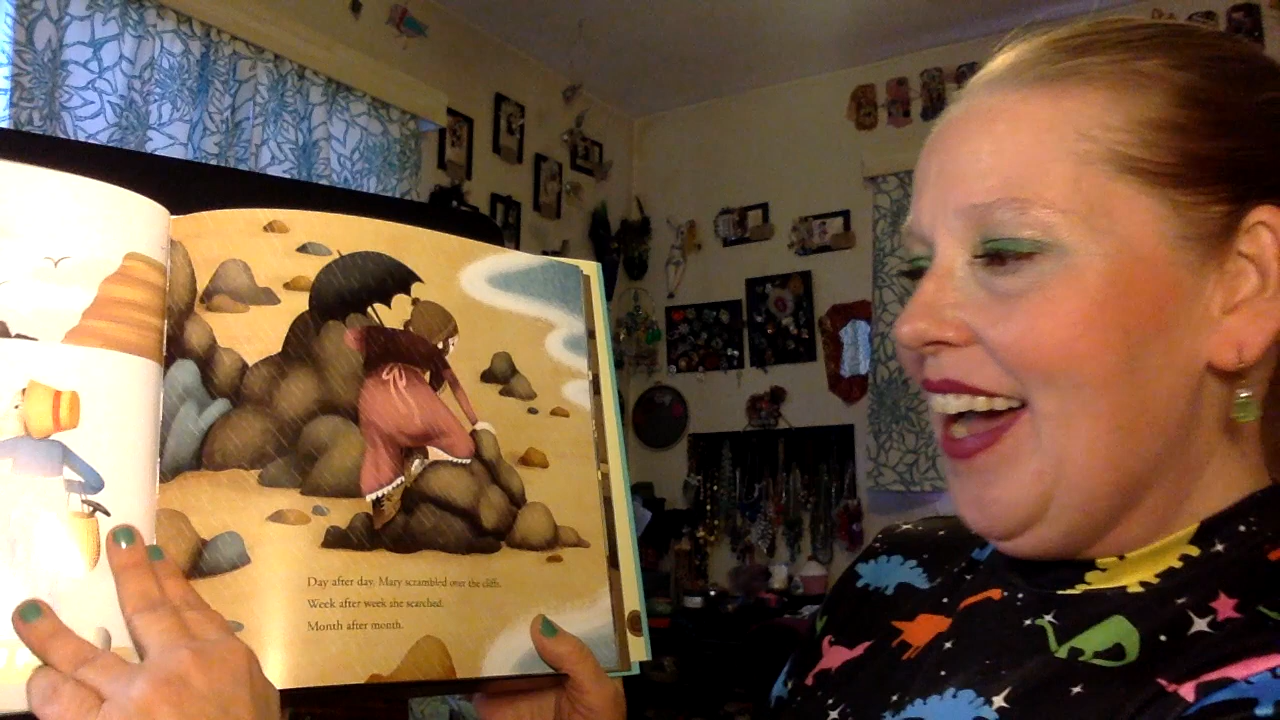 Day after day, Mary scrambled over the cliffs.
Week after week she searched.
Month after month.